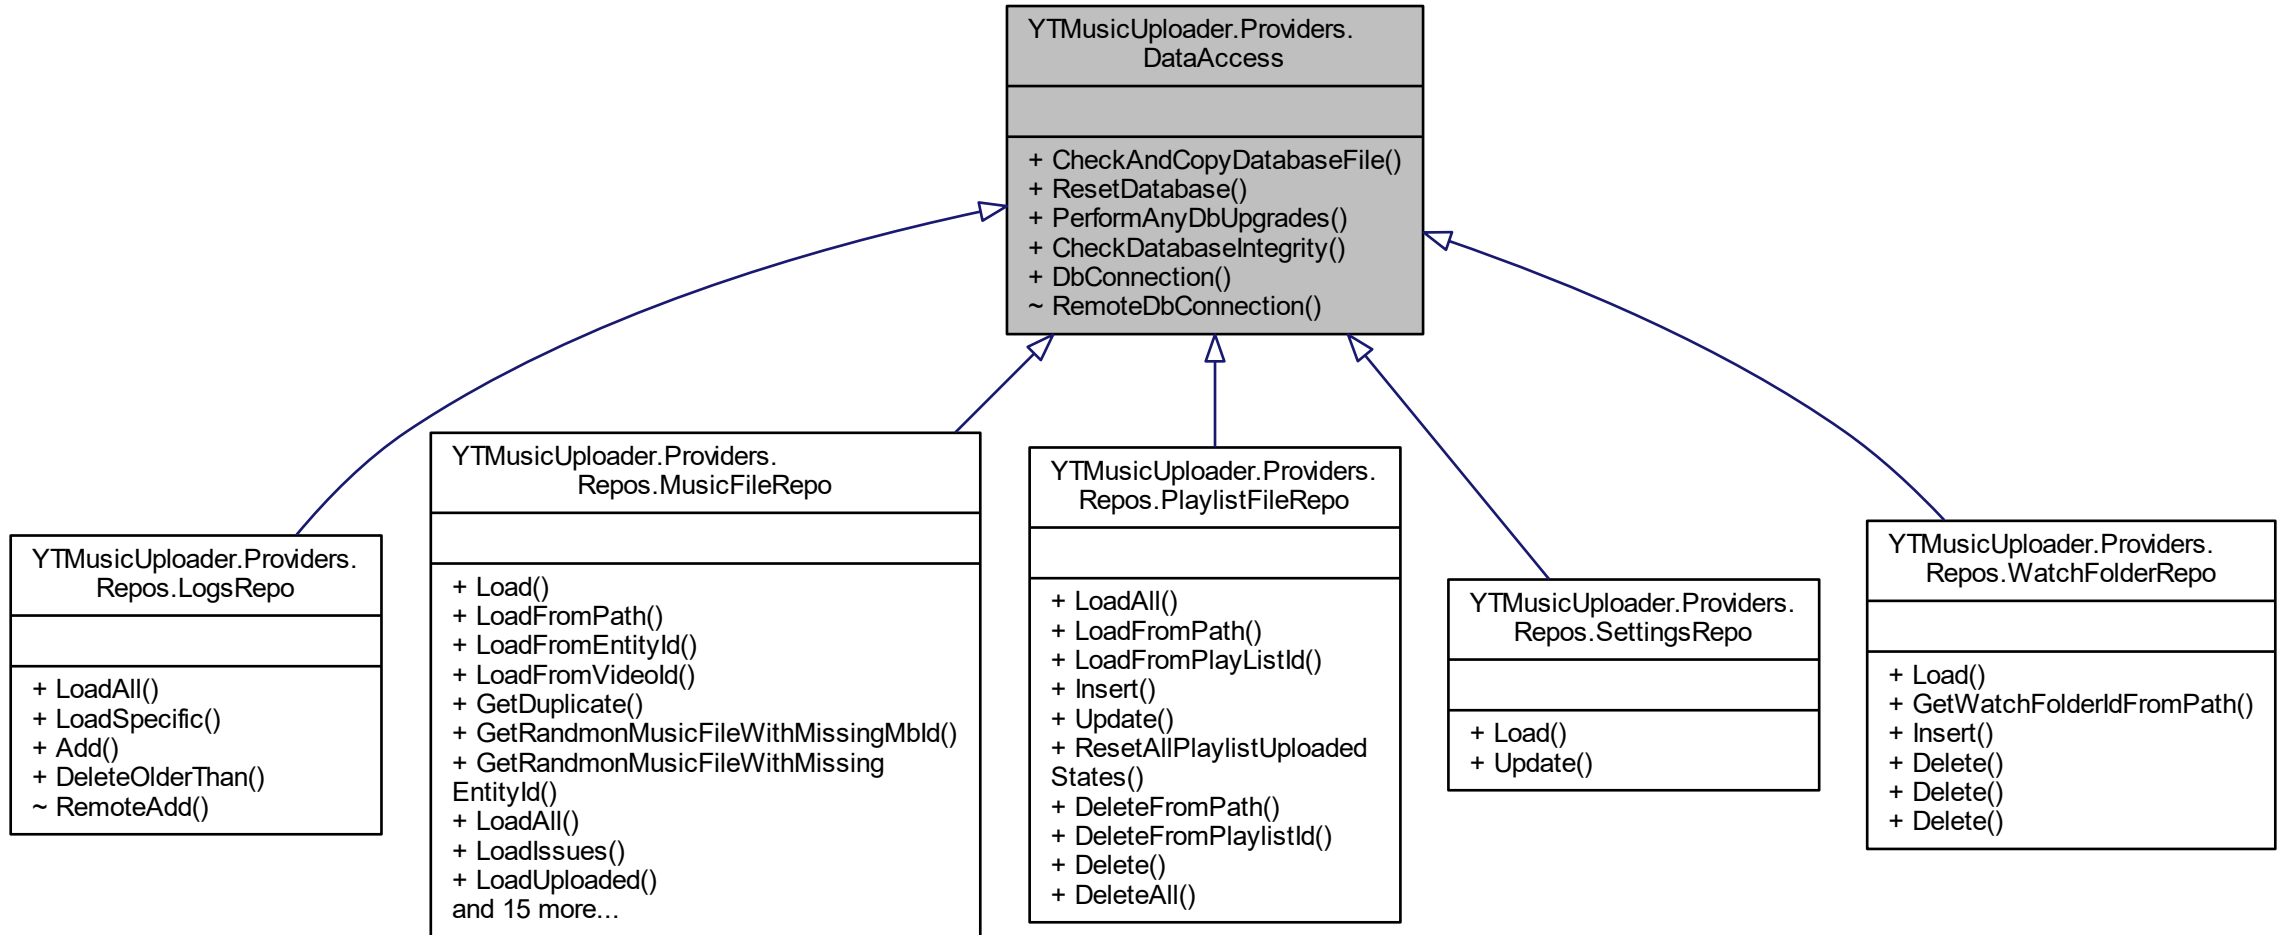 YTMusicUploader.Providers.
DataAccess
+ CheckAndCopyDatabaseFile()
+ ResetDatabase()
+ PerformAnyDbUpgrades()
+ CheckDatabaseIntegrity()
+ DbConnection()
~ RemoteDbConnection()
YTMusicUploader.Providers.
Repos.LogsRepo
+ LoadAll()
+ LoadSpecific()
+ Add()
+ DeleteOlderThan()
~ RemoteAdd()
YTMusicUploader.Providers.
Repos.MusicFileRepo
+ Load()
+ LoadFromPath()
+ LoadFromEntityId()
+ LoadFromVideoId()
+ GetDuplicate()
+ GetRandmonMusicFileWithMissingMbId()
+ GetRandmonMusicFileWithMissing
EntityId()
+ LoadAll()
+ LoadIssues()
+ LoadUploaded()
and 15 more...
YTMusicUploader.Providers.
Repos.PlaylistFileRepo
+ LoadAll()
+ LoadFromPath()
+ LoadFromPlayListId()
+ Insert()
+ Update()
+ ResetAllPlaylistUploaded
States()
+ DeleteFromPath()
+ DeleteFromPlaylistId()
+ Delete()
+ DeleteAll()
YTMusicUploader.Providers.
Repos.SettingsRepo
+ Load()
+ Update()
YTMusicUploader.Providers.
Repos.WatchFolderRepo
+ Load()
+ GetWatchFolderIdFromPath()
+ Insert()
+ Delete()
+ Delete()
+ Delete()